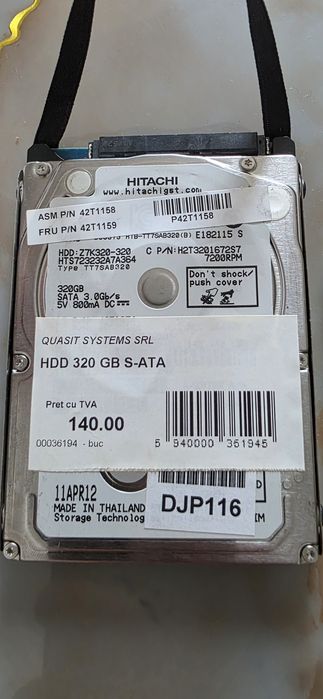 HITACHI
www.hitachigst.com
ASM P/N 42T1158
P42T1158
FRU P/N 42T1159
HTB-TT7SAB320(B) E182115 S
HDD:Z7K320-320 C P/N:H2T3201672S7
HTS723232A7A364 7200RPM
Type TT7SAB320
Don't shock/
push cover
320GB
SATA 3.0Gb/s
5V 800mA DC
QUASIT SYSTEMS SRL
HDD 320 GB S-ATA
Pret cu TVA
140.00
00036194 - buc
5 940000 361945
11APR12
MADE IN THAILAND
Storage Technolog
DJP116